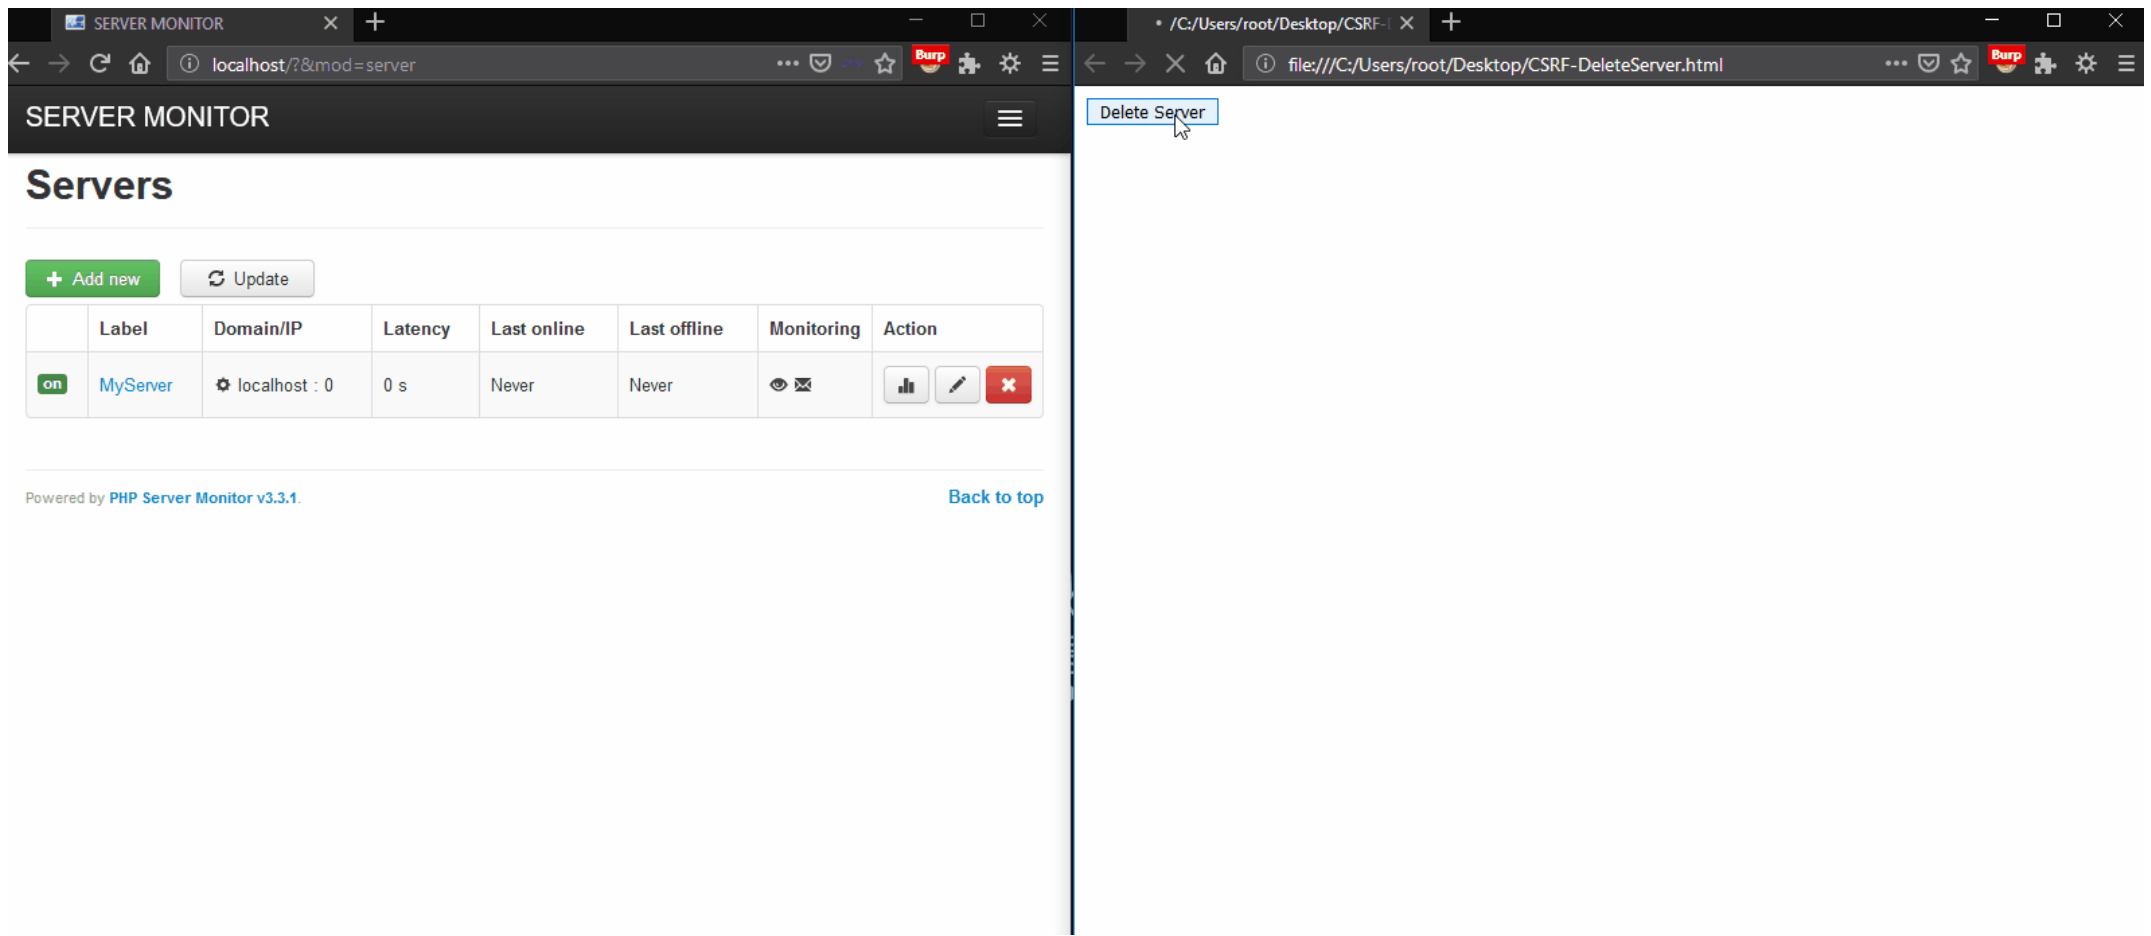 SERVER MONITOR
localhost/?&mod=server
Burp
SERVER MONITOR
Servers
Add new
Update
Label Domain/IP Latency Last online Last offline Monitoring Action
on MyServer localhost : 0 0 s Never Never
Powered by PHP Server Monitor v3.3.1.
Back to top
/C:/Users/root/Desktop/CSRF-
file:///C:/Users/root/Desktop/CSRF-DeleteServer.html
Burp
Delete Server